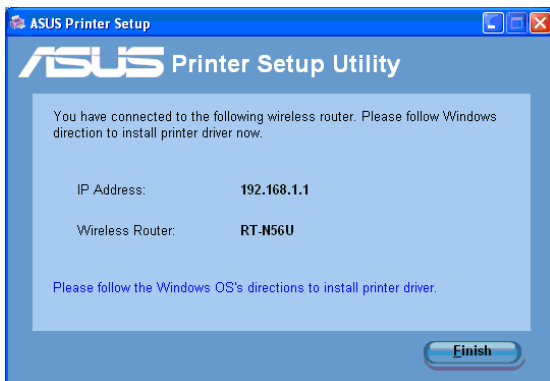 ASUS Printer Setup
ASUS Printer Setup Utility
You have connected to the following wireless router. Please follow Windows
direction to install printer driver now.
IP Address: 192.168.1.1
Wireless Router: RT-N56U
Please follow the Windows OS's directions to install printer driver.
Finish